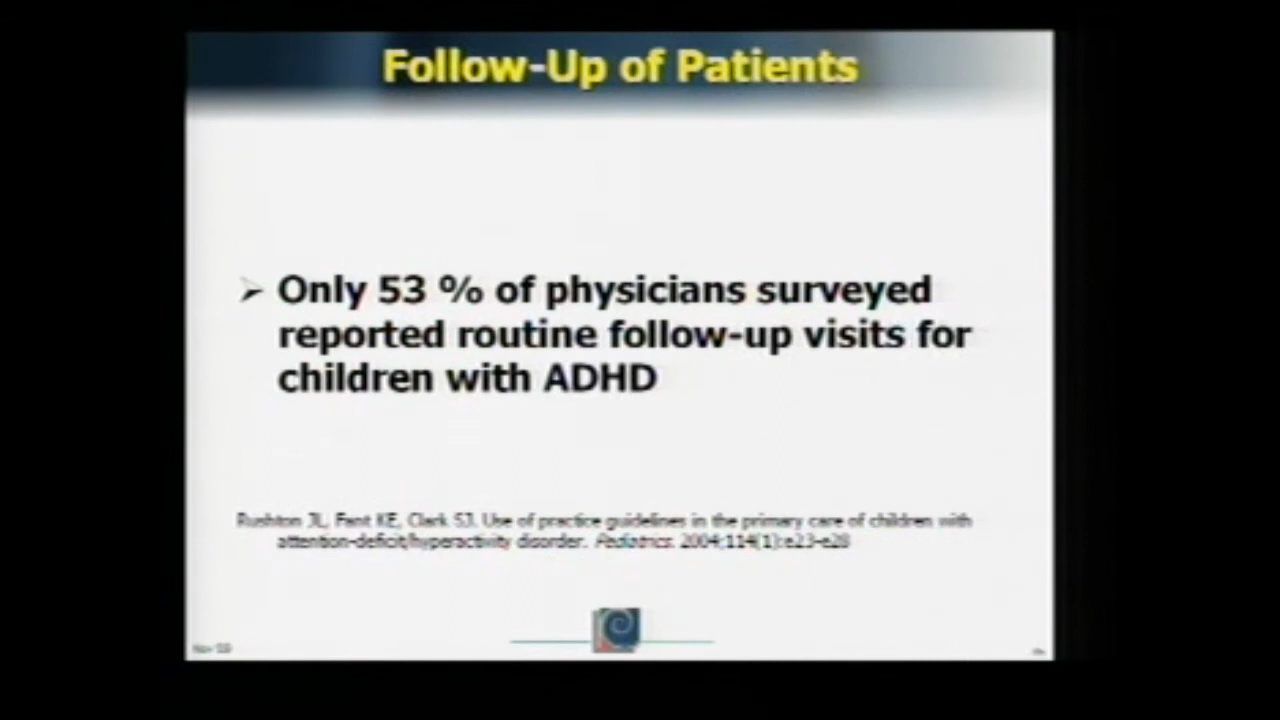 Follow-Up of Patients
➢ Only 53 % of physicians surveyed
reported routine follow-up visits for
children with ADHD
Rushton JL, Fant KE, Clark SJ. Use of practice guidelines in the primary care of children with
attention-deficit/hyperactivity disorder. Pediatrics. 2004;114(1):e23-e28